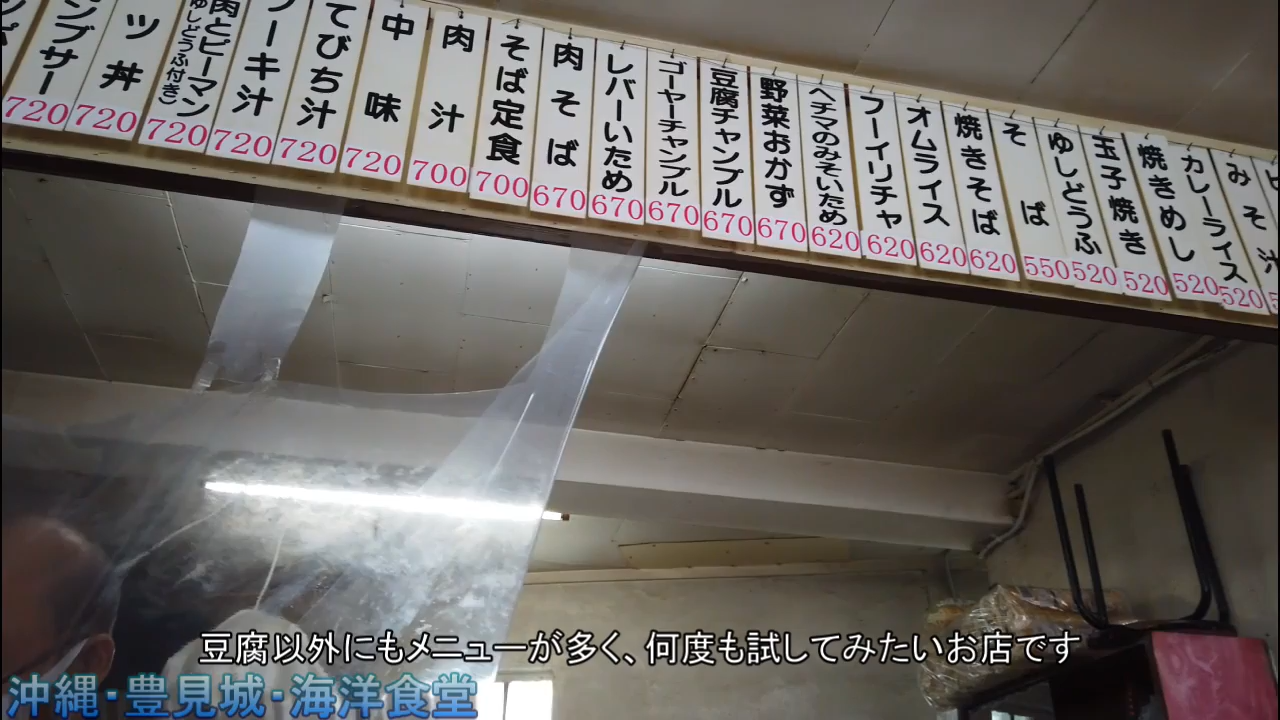 ンブサー
720
ツ丼
720
肉とピーマン
(ゆしどうふ付き)
720
フーキ汁
720
てびち汁
720
中味
720
肉汁
700
そば定食
700
肉そば
670
レバーいため
670
ゴーヤーチャンプル
670
豆腐チャンプル
670
野菜おかず
670
ヘチマのみそいため
620
フーイリチャ
620
オムライス
620
焼きそば
620
そば
550
ゆしどうふ
520
玉子焼き
520
焼きめし
520
カレーライス
520
みそ汁
豆腐以外にもメニューが多く、何度も試してみたいお店です
沖縄・豊見城・海洋食堂